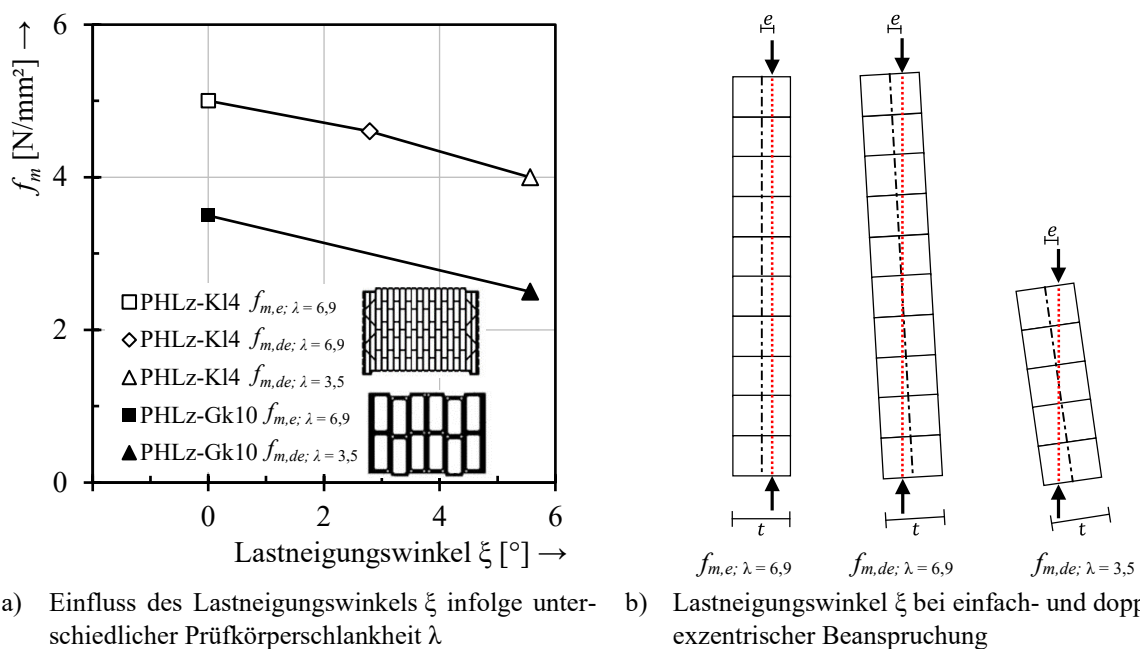 6
4
2
0
f_m [N/mm²] →
0
2
4
6
Lastneigungswinkel ξ [°] →
PHLz-Kl4 f_m,e; λ = 6,9
PHLz-Kl4 f_m,de; λ = 6,9
PHLz-Kl4 f_m,de; λ = 3,5
PHLz-Gk10 f_m,e; λ = 6,9
PHLz-Gk10 f_m,de; λ = 3,5
e
e
e
t
t
t
f_m,e; λ = 6,9
f_m,de; λ = 6,9
f_m,de; λ = 3,5
a) Einfluss des Lastneigungswinkels ξ infolge unter-
schiedlicher Prüfkörperschlankheit λ
b) Lastneigungswinkel ξ bei einfach- und dopp
exzentrischer Beanspruchung